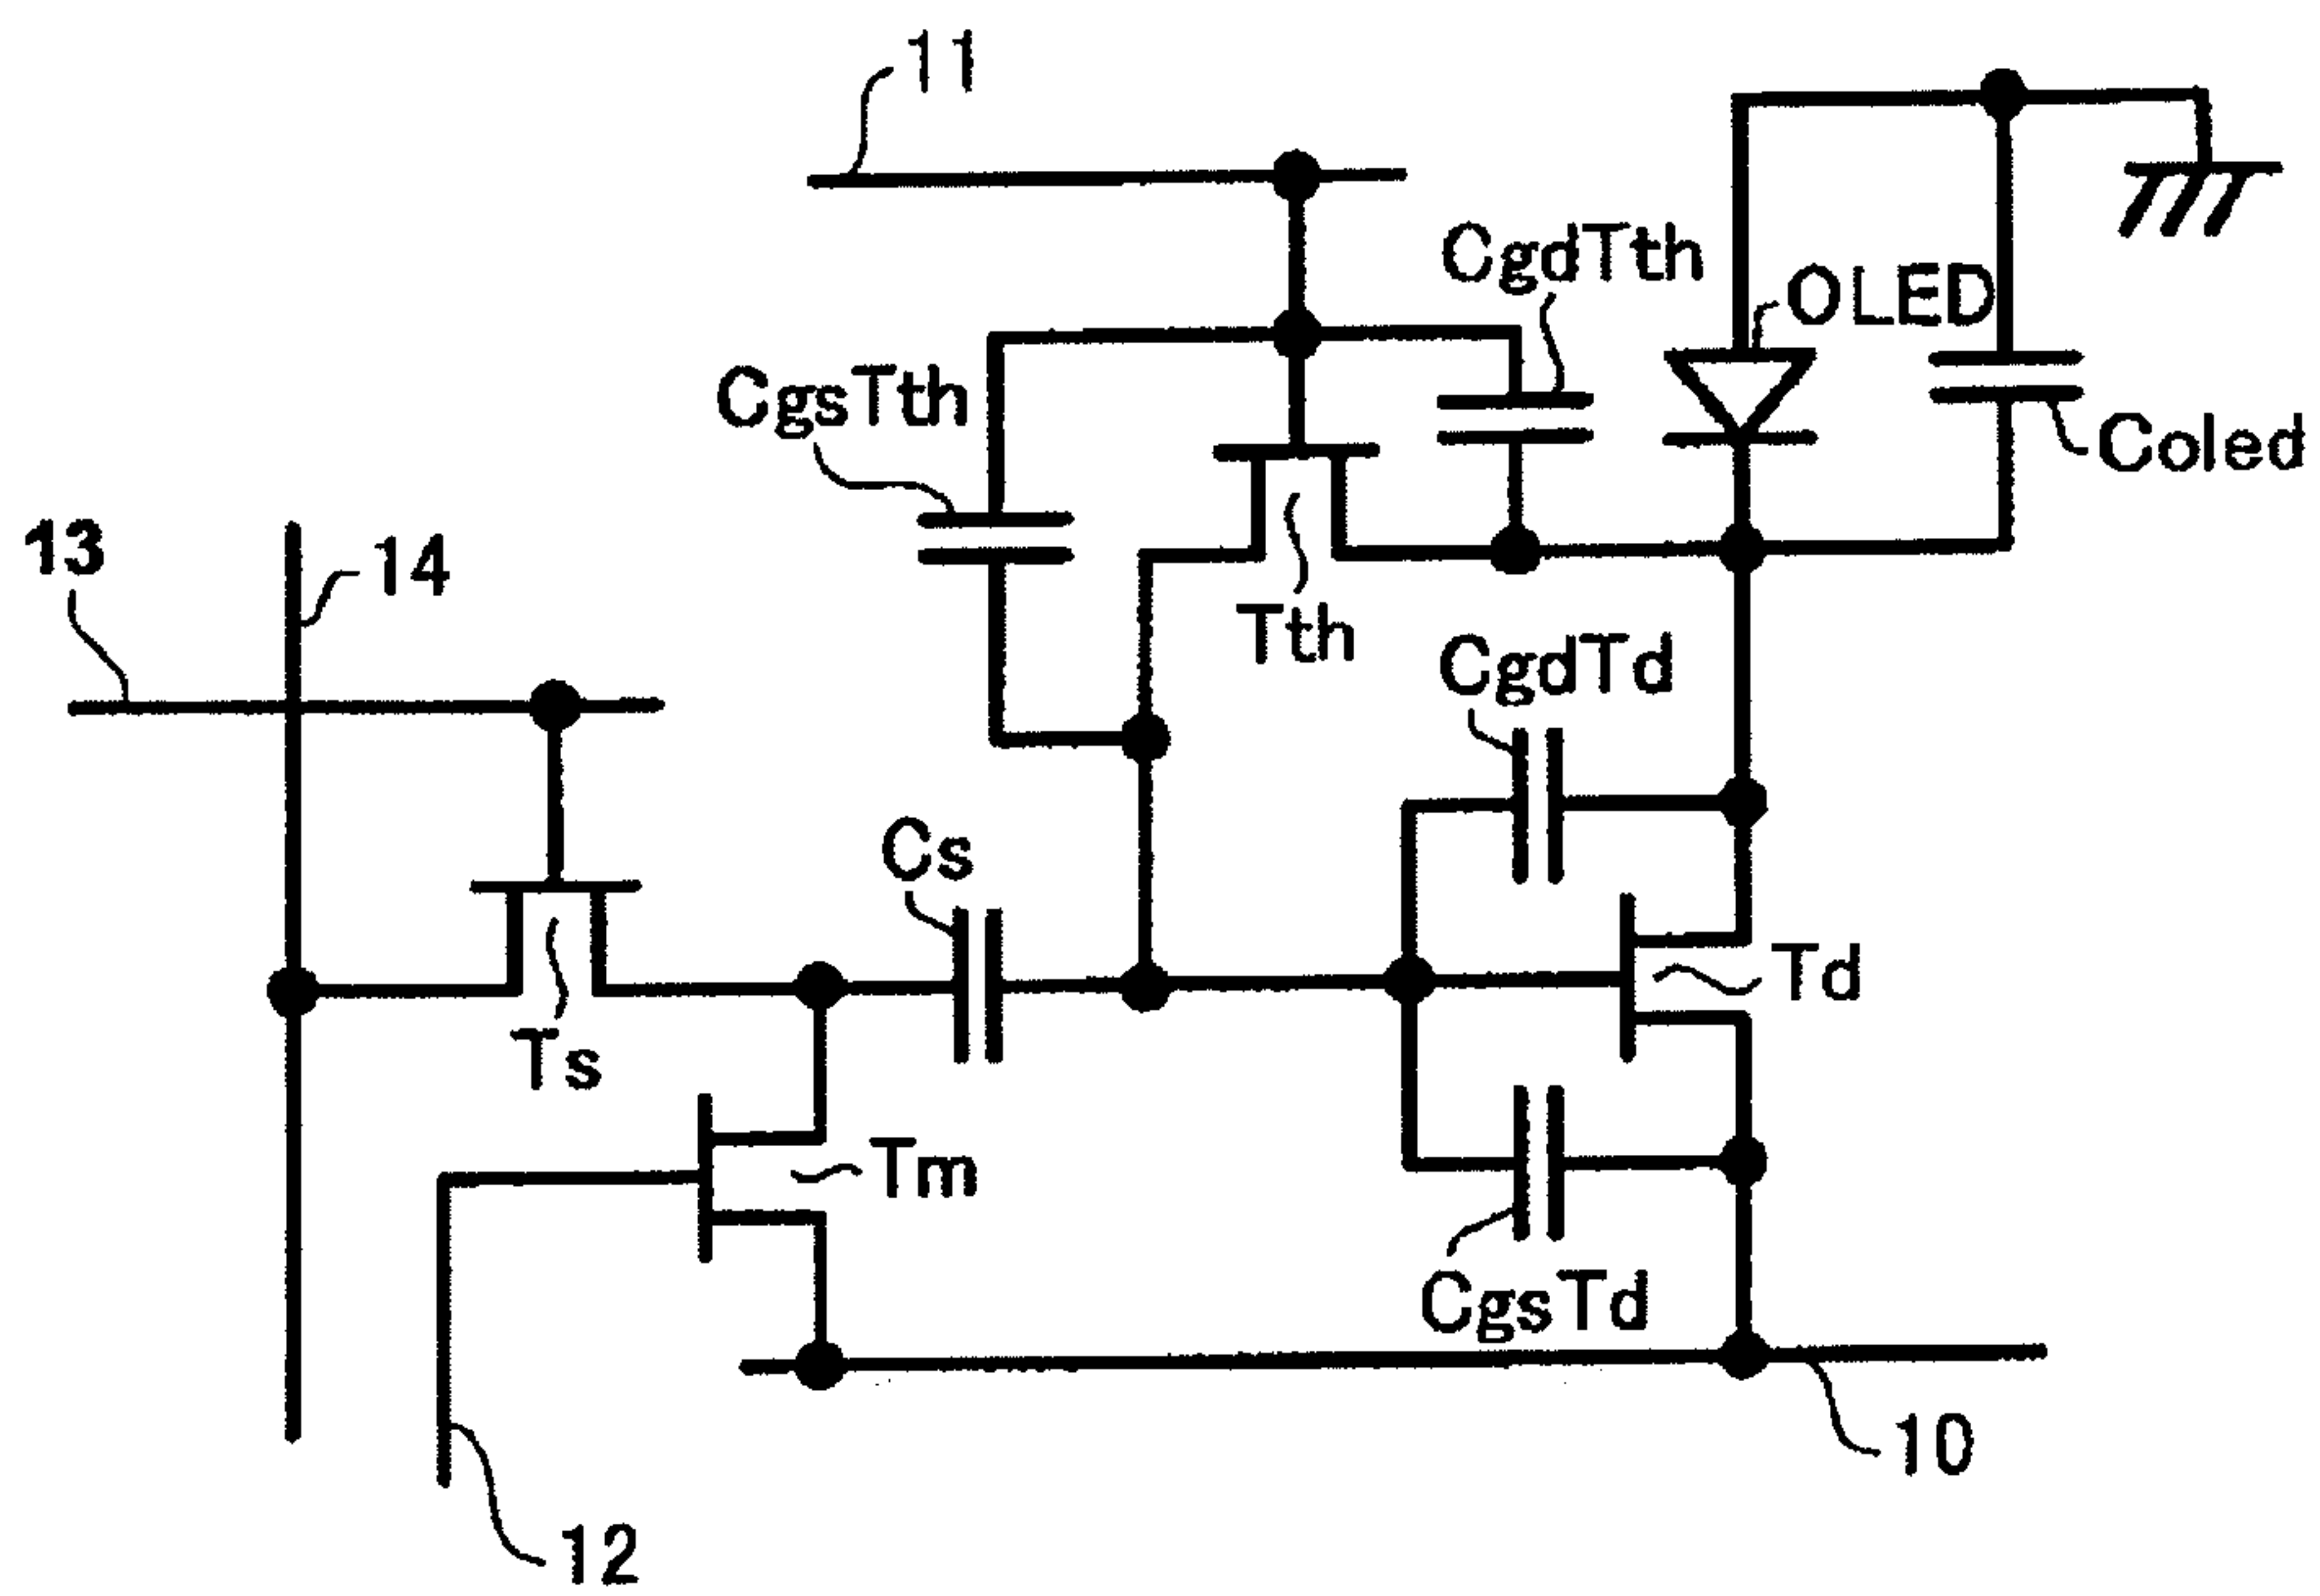 11
CgdTth
OLED
CgsTth
Coled
13
14
Tth
CgdTd
Cs
Td
Ts
Tm
CgsTd
10
12